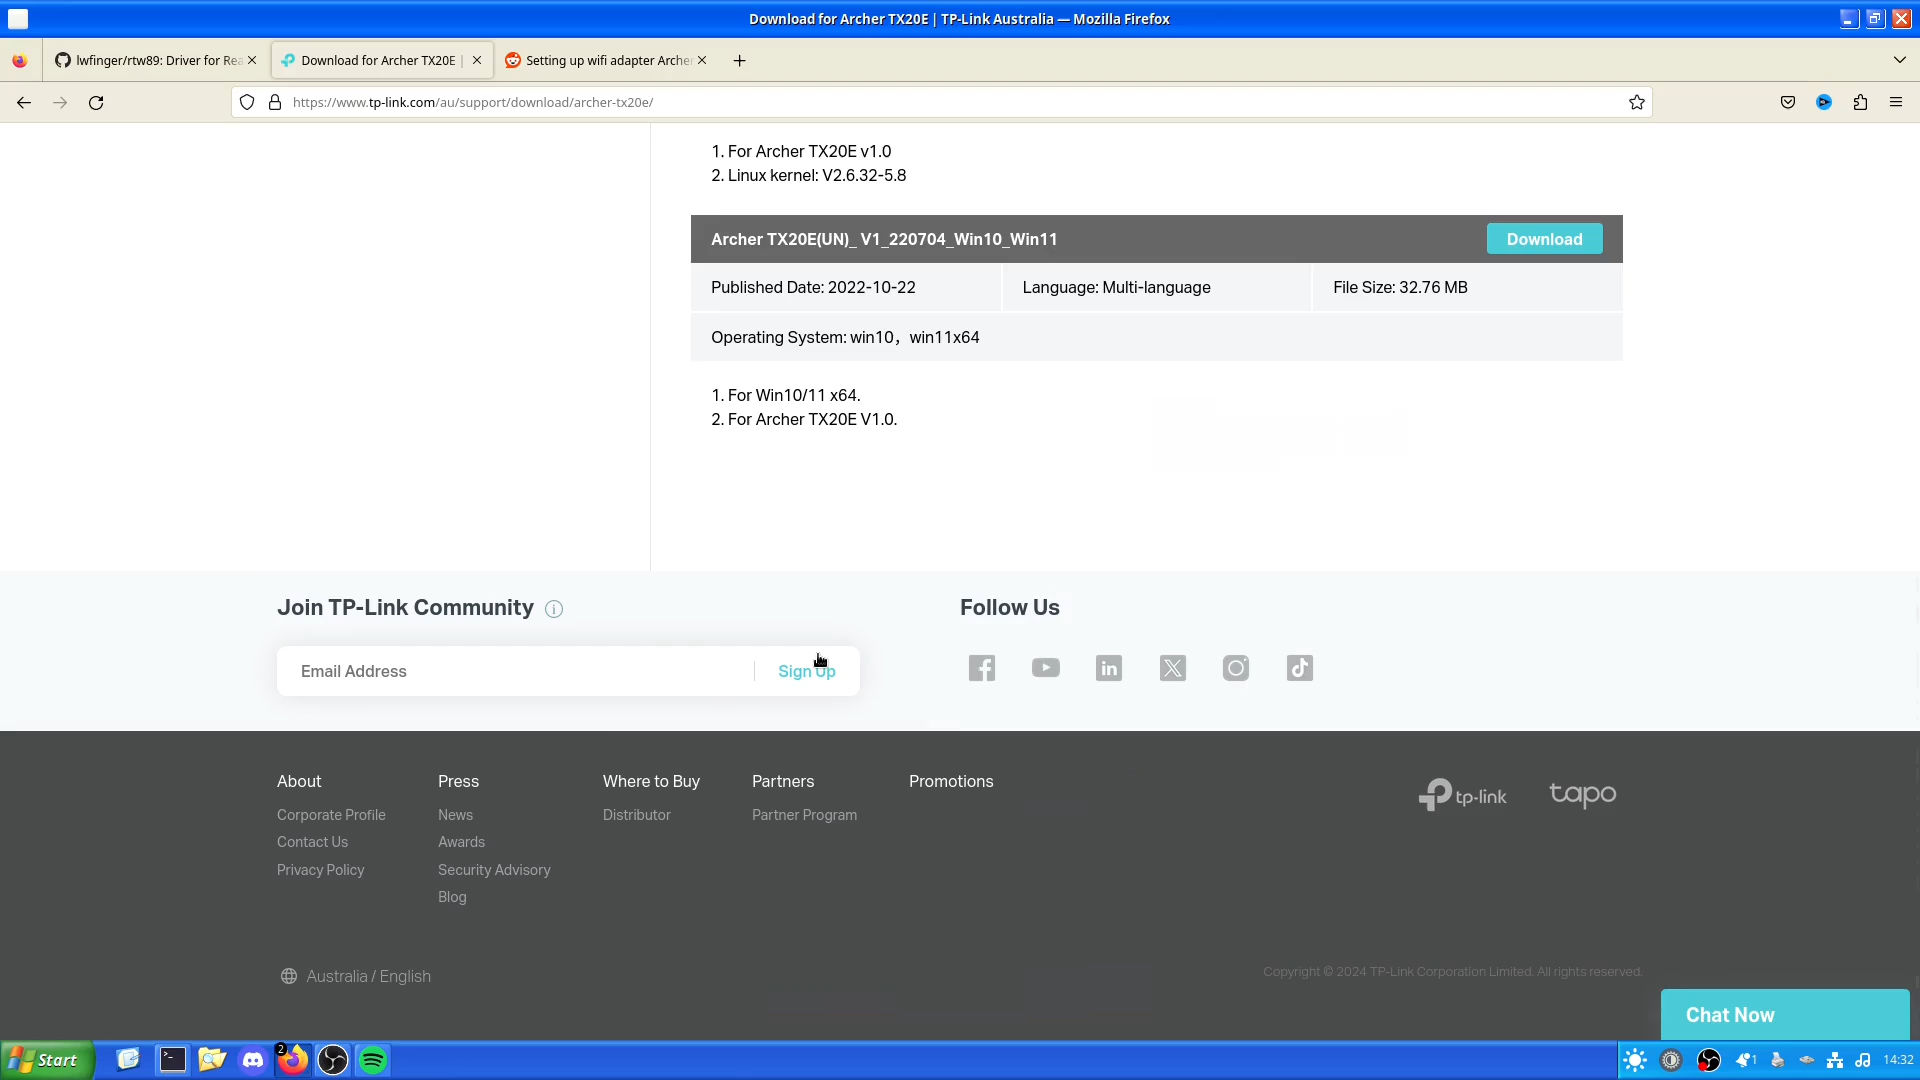 Download for Archer TX20E | TP-Link Australia — Mozilla Firefox
lwfinger/rtw89: Driver for Rea
Download for Archer TX20E |
Setting up wifi adapter Archer
https://www.tp-link.com/au/support/download/archer-tx20e/
1. For Archer TX20E v1.0
2. Linux kernel: V2.6.32-5.8
Archer TX20E(UN)_ V1_220704_Win10_Win11
Download
Published Date: 2022-10-22
Language: Multi-language
File Size: 32.76 MB
Operating System: win10，win11x64
1. For Win10/11 x64.
2. For Archer TX20E V1.0.
Join TP-Link Community
Follow Us
Email Address
Sign Up
About
Press
Where to Buy
Partners
Promotions
Corporate Profile
News
Distributor
Partner Program
Contact Us
Awards
Privacy Policy
Security Advisory
Blog
tp-link
tapo
Australia / English
Copyright © 2024 TP-Link Corporation Limited. All rights reserved.
Chat Now
Start
2
1
14:32